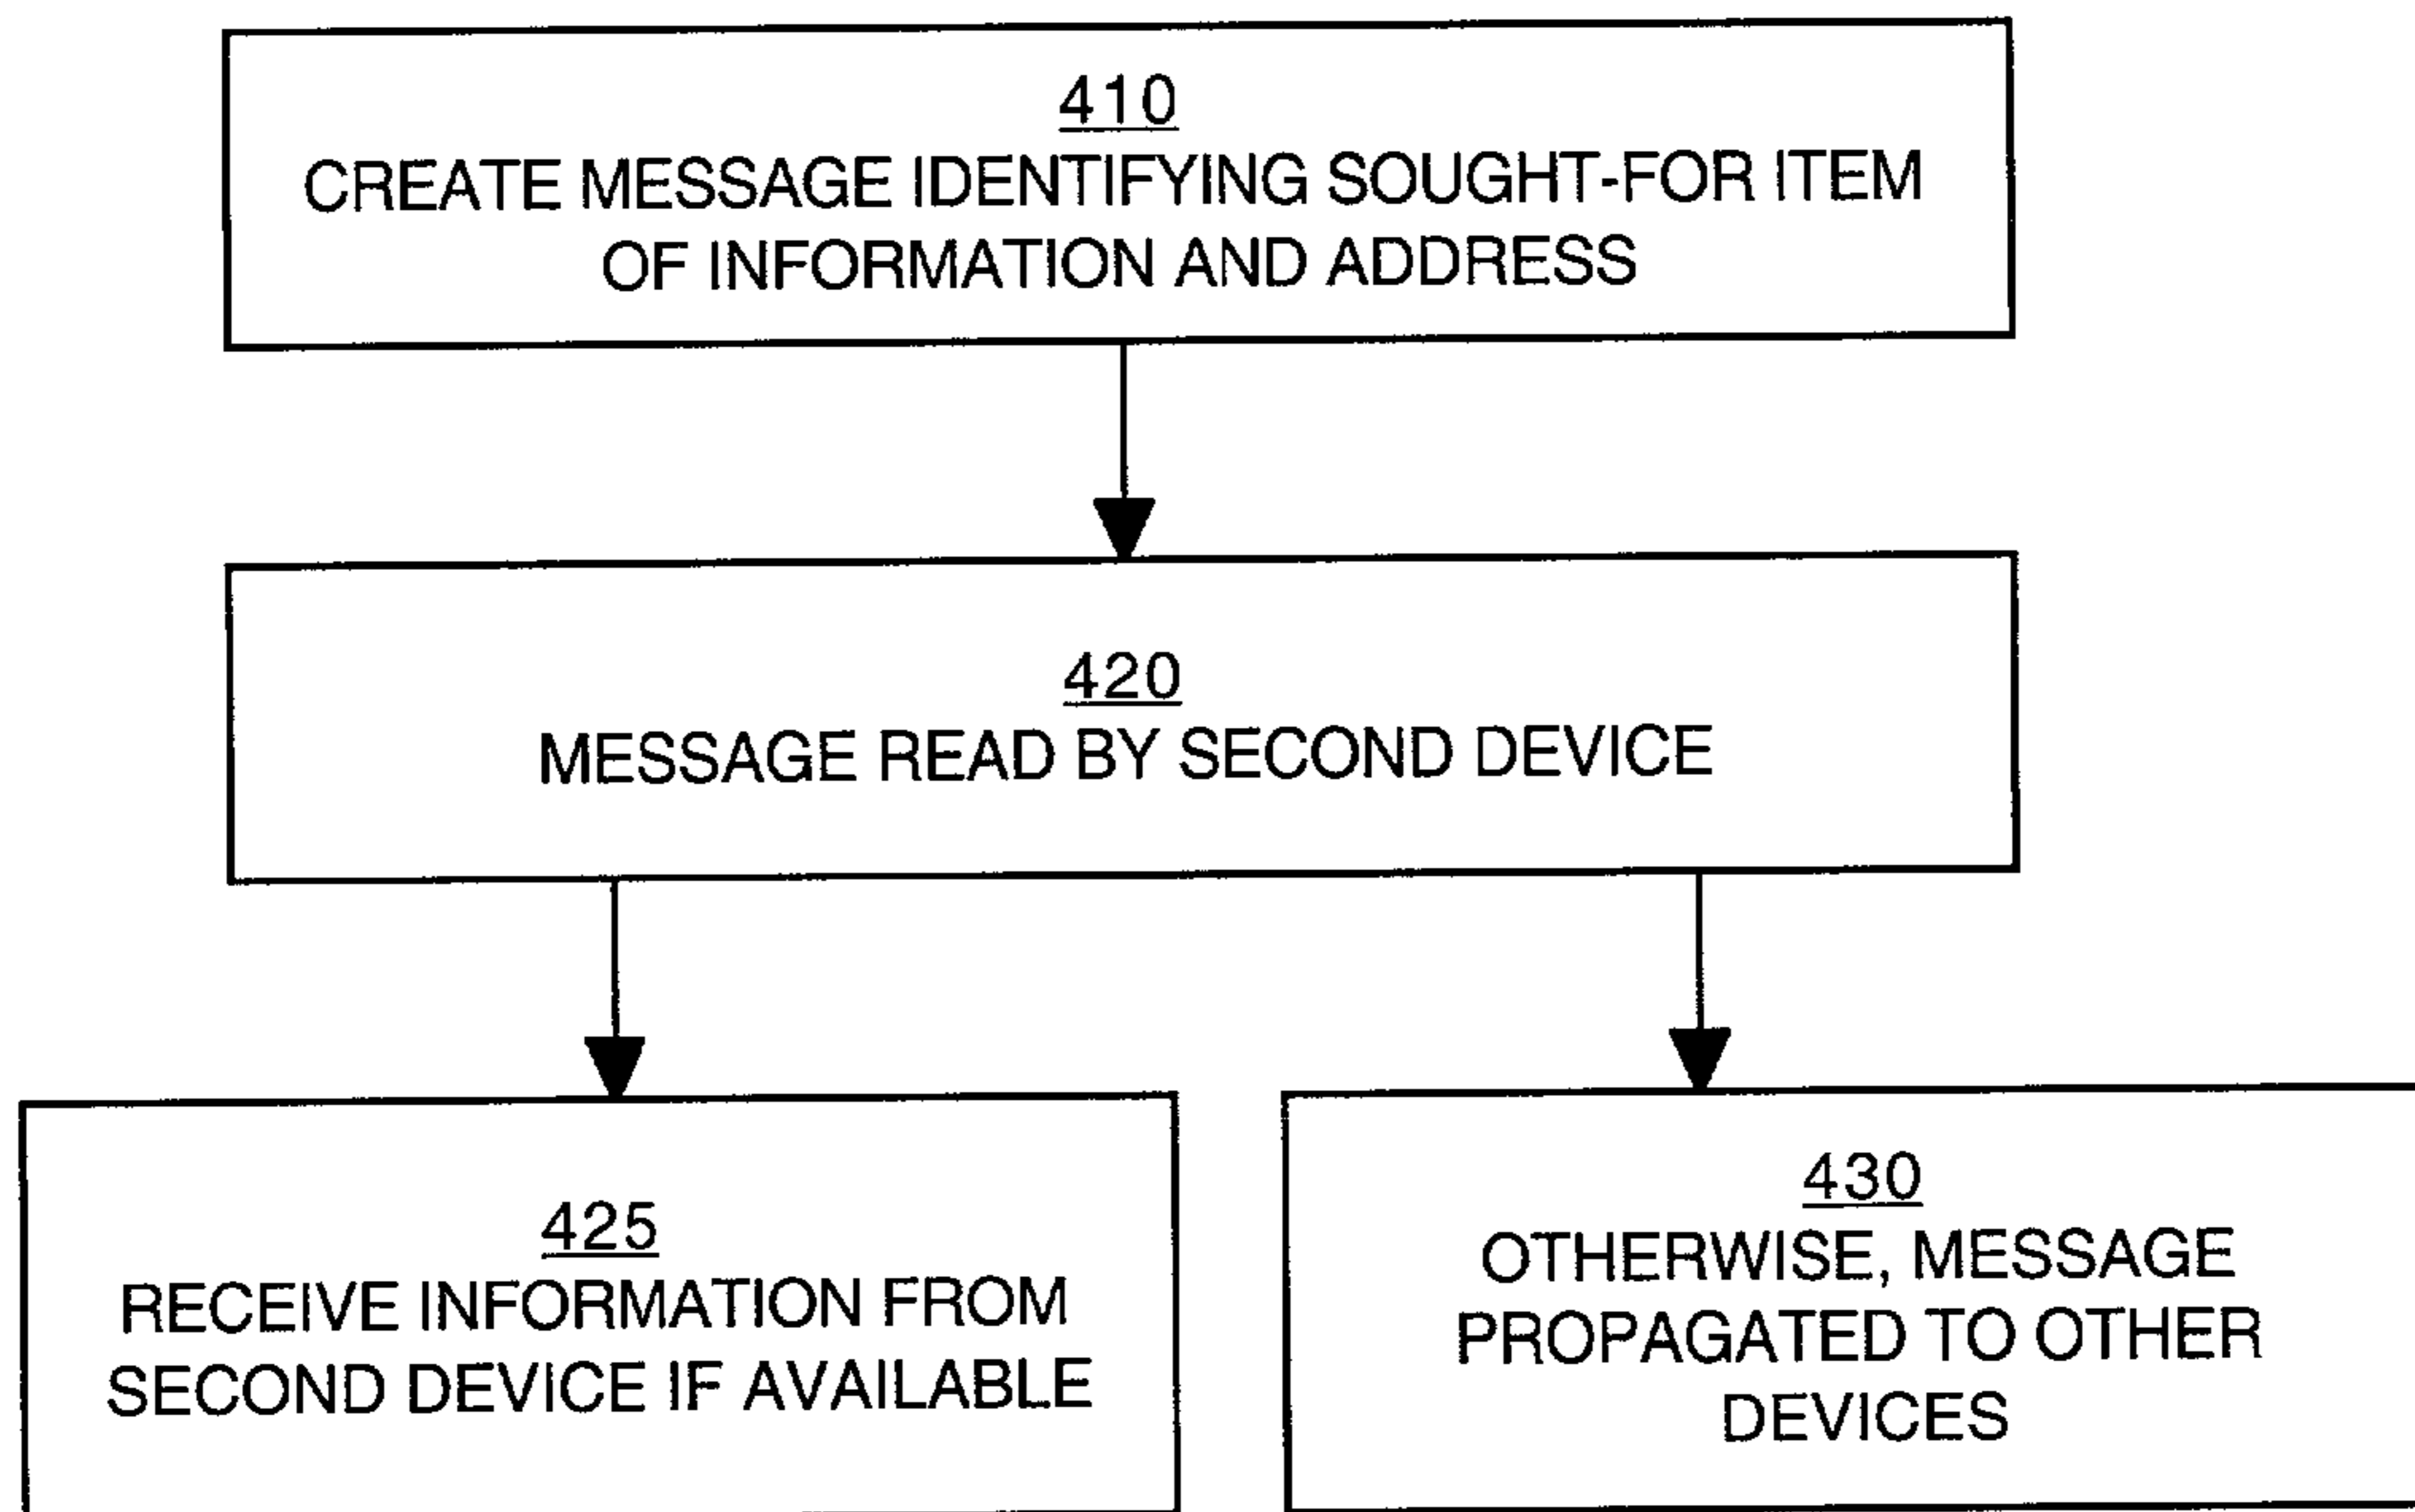 410
CREATE MESSAGE IDENTIFYING SOUGHT-FOR ITEM
OF INFORMATION AND ADDRESS
420
MESSAGE READ BY SECOND DEVICE
425
RECEIVE INFORMATION FROM
SECOND DEVICE IF AVAILABLE
430
OTHERWISE, MESSAGE
PROPAGATED TO OTHER
DEVICES